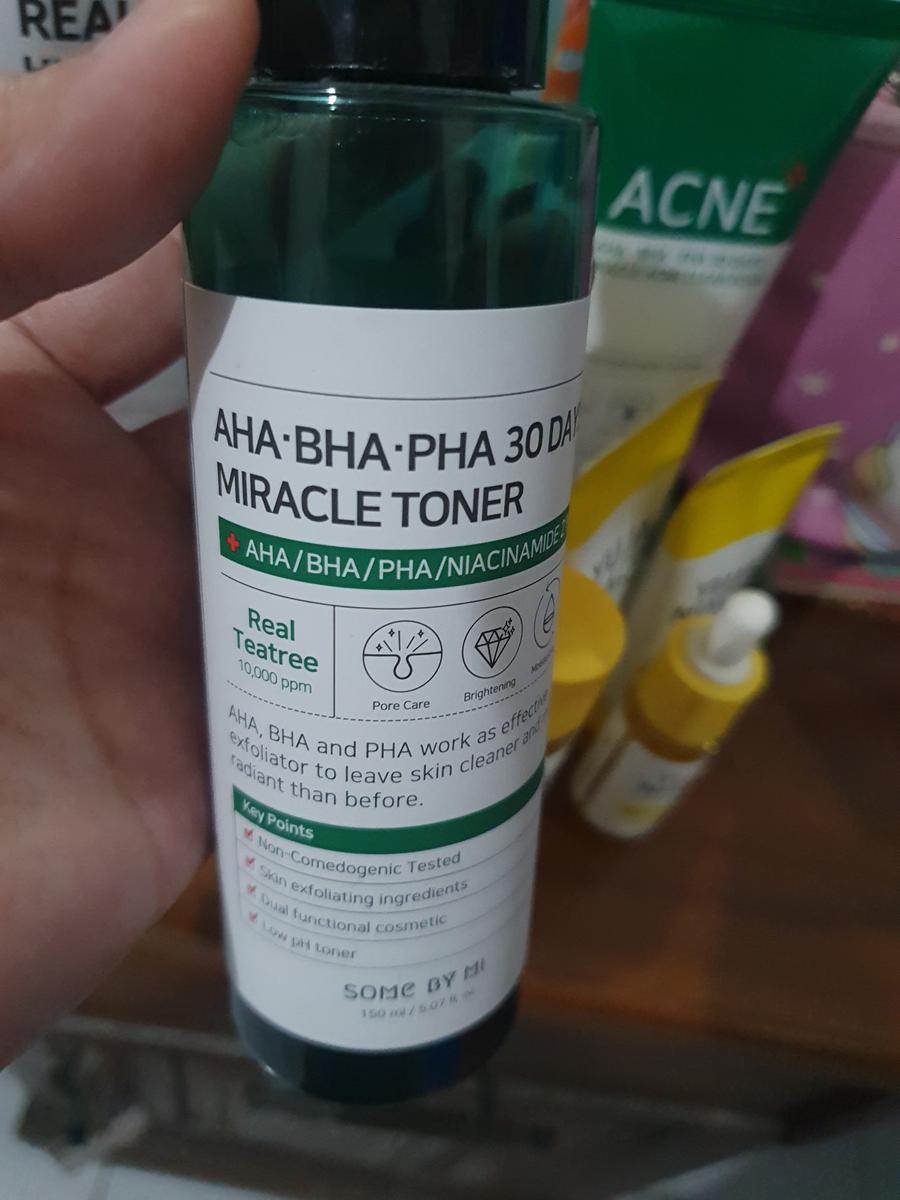 REAL
ACNE
AHA·BHA·PHA 30 DAY
MIRACLE TONER
AHA/BHA/PHA/NIACINAMIDE
Real
Teatree
10,000 ppm
Pore Care
Brightening
AHA, BHA and PHA work as effective
exfoliator to leave skin cleaner and
radiant than before.
Key Points
Non-Comedogenic Tested
Skin exfoliating ingredients
Dual functional cosmetic
Low pH toner
SOME BY MI
150 ml / 5.07 fl. oz